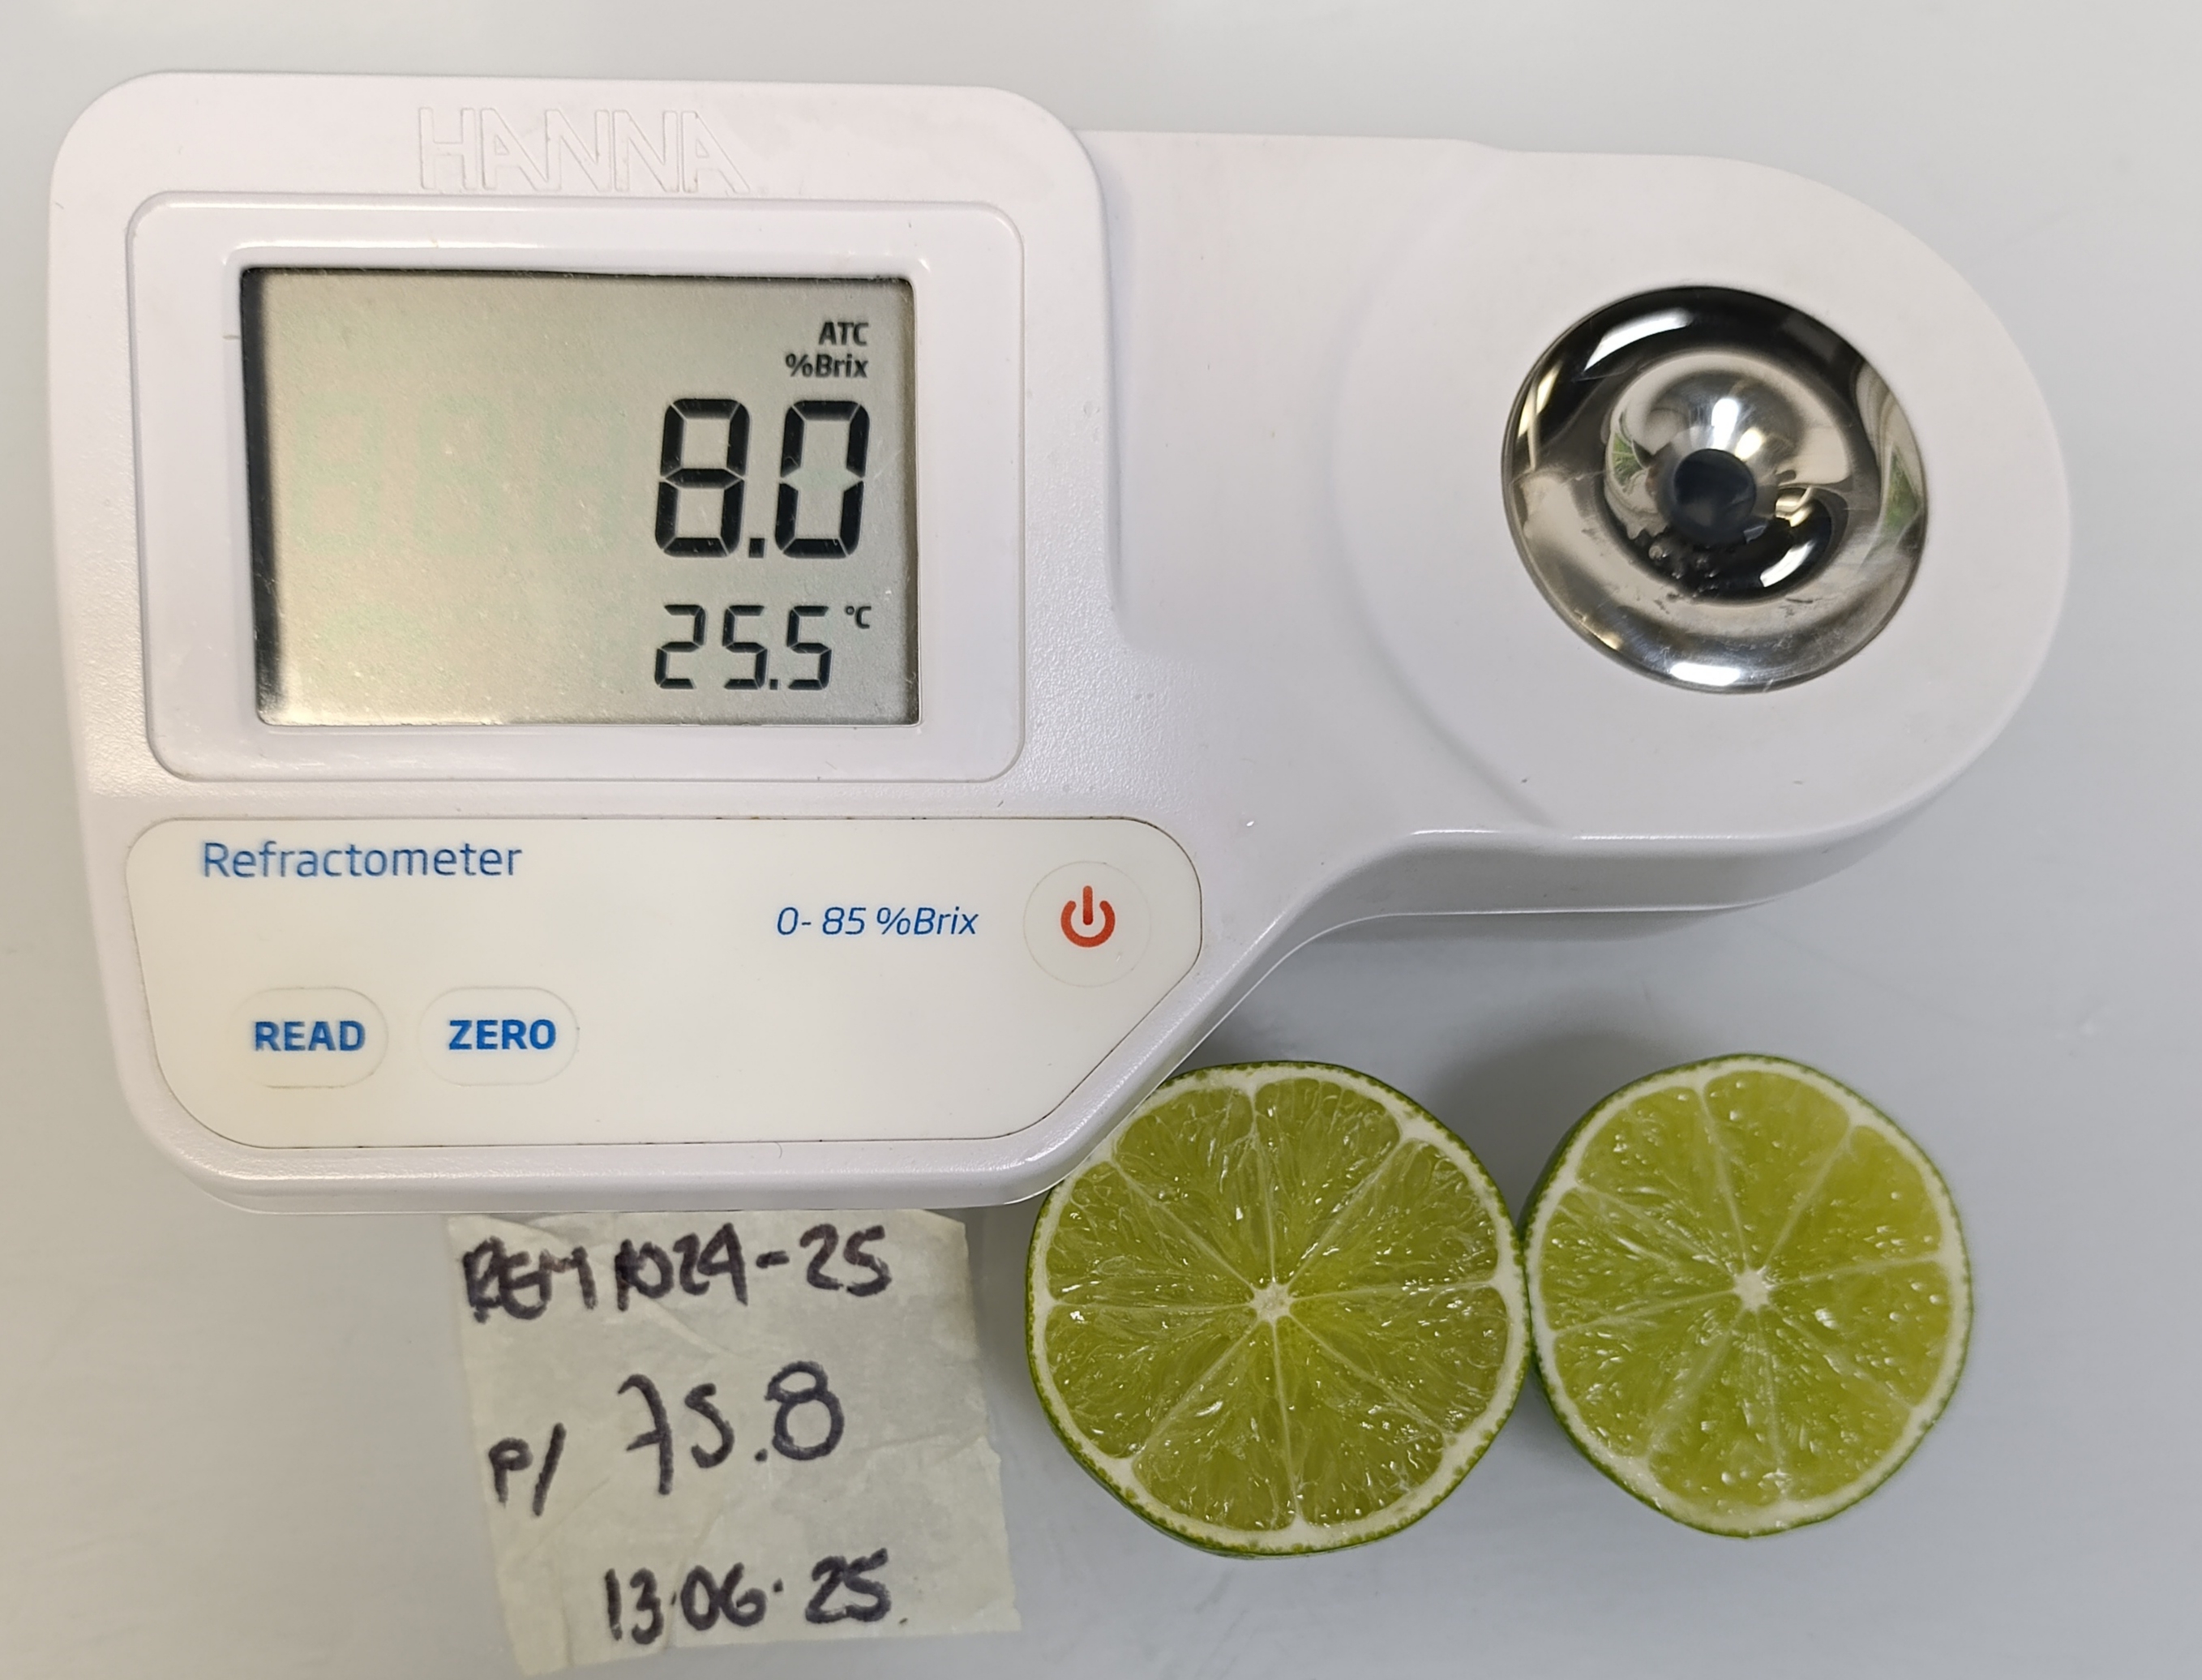 HANNA
ATC
%Brix
8.0
25.5 °C
Refractometer
0-85 %Brix
READ ZERO
REM 1024-25
P/ 75.8
13.06.25.